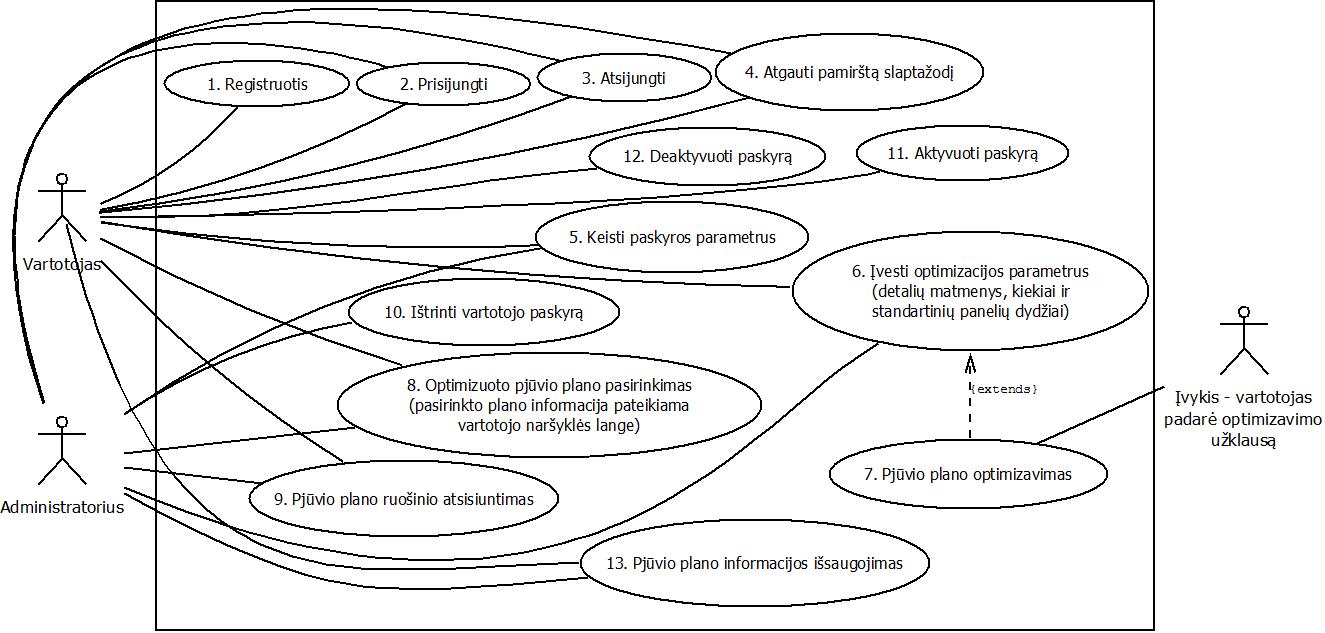 1. Registruotis
2. Prisijungti
3. Atsijungti
4. Atgauti pamirštą slaptažodį
12. Deaktyvuoti paskyrą
11. Aktyvuoti paskyrą
Vartotojas
5. Keisti paskyros parametrus
6. Įvesti optimizacijos parametrus
(detalių matmenys, kiekiai ir
standartinių panelių dydžiai)
10. Ištrinti vartotojo paskyrą
8. Optimizuoto pjūvio plano pasirinkimas
(pasirinkto plano informacija pateikiama
vartotojo naršyklės lange)
{extends}
Įvykis - vartotojas
padarė optimizavimo
užklausą
7. Pjūvio plano optimizavimas
9. Pjūvio plano ruošinio atsisiuntimas
Administratorius
13. Pjūvio plano informacijos išsaugojimas